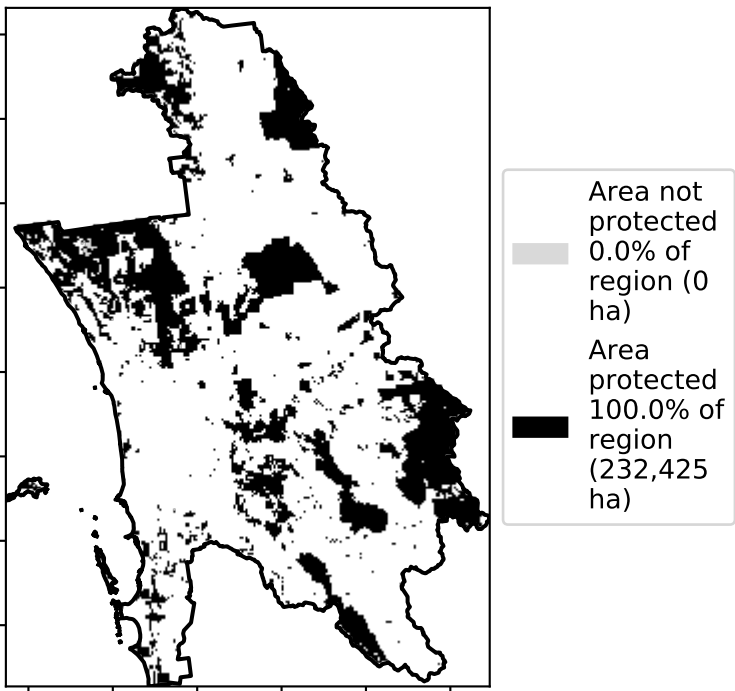 Area not
protected
0.0% of
region (0
ha)
Area
protected
100.0% of
region
(232,425
ha)